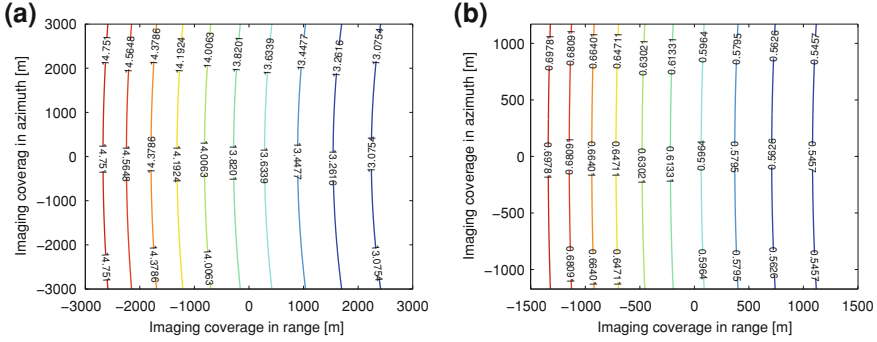 (a)
Imaging coverag in azimuth [m]
3000
2000
1000
0
−1000
−2000
−3000
14.751 14.5648 14.3786 14.1924 14.0063 13.8201 13.6339 13.4477 13.2616 13.0754
14.751 14.5648 14.3786 14.1924 14.0063 13.8201 13.6339 13.4477 13.2616 13.0754
14.751 14.3786 14.0063 13.0754
−3000 −2000 −1000 0 1000 2000 3000
Imaging coverage in range [m]
(b)
Imaging coverage in azimuth [m]
1000
500
0
−500
−1000
0.69781 0.68091 0.66401 0.64711 0.63021 0.61331 0.5964 0.5795 0.5626 0.5457
0.69781 0.68091 0.66401 0.64711 0.63021 0.61331 0.5964 0.5795 0.5626 0.5457
0.68091 0.66401 0.64711 0.5964 0.5795 0.5626 0.5457
−1500 −1000 −500 0 500 1000 1500
Imaging coverage in range [m]